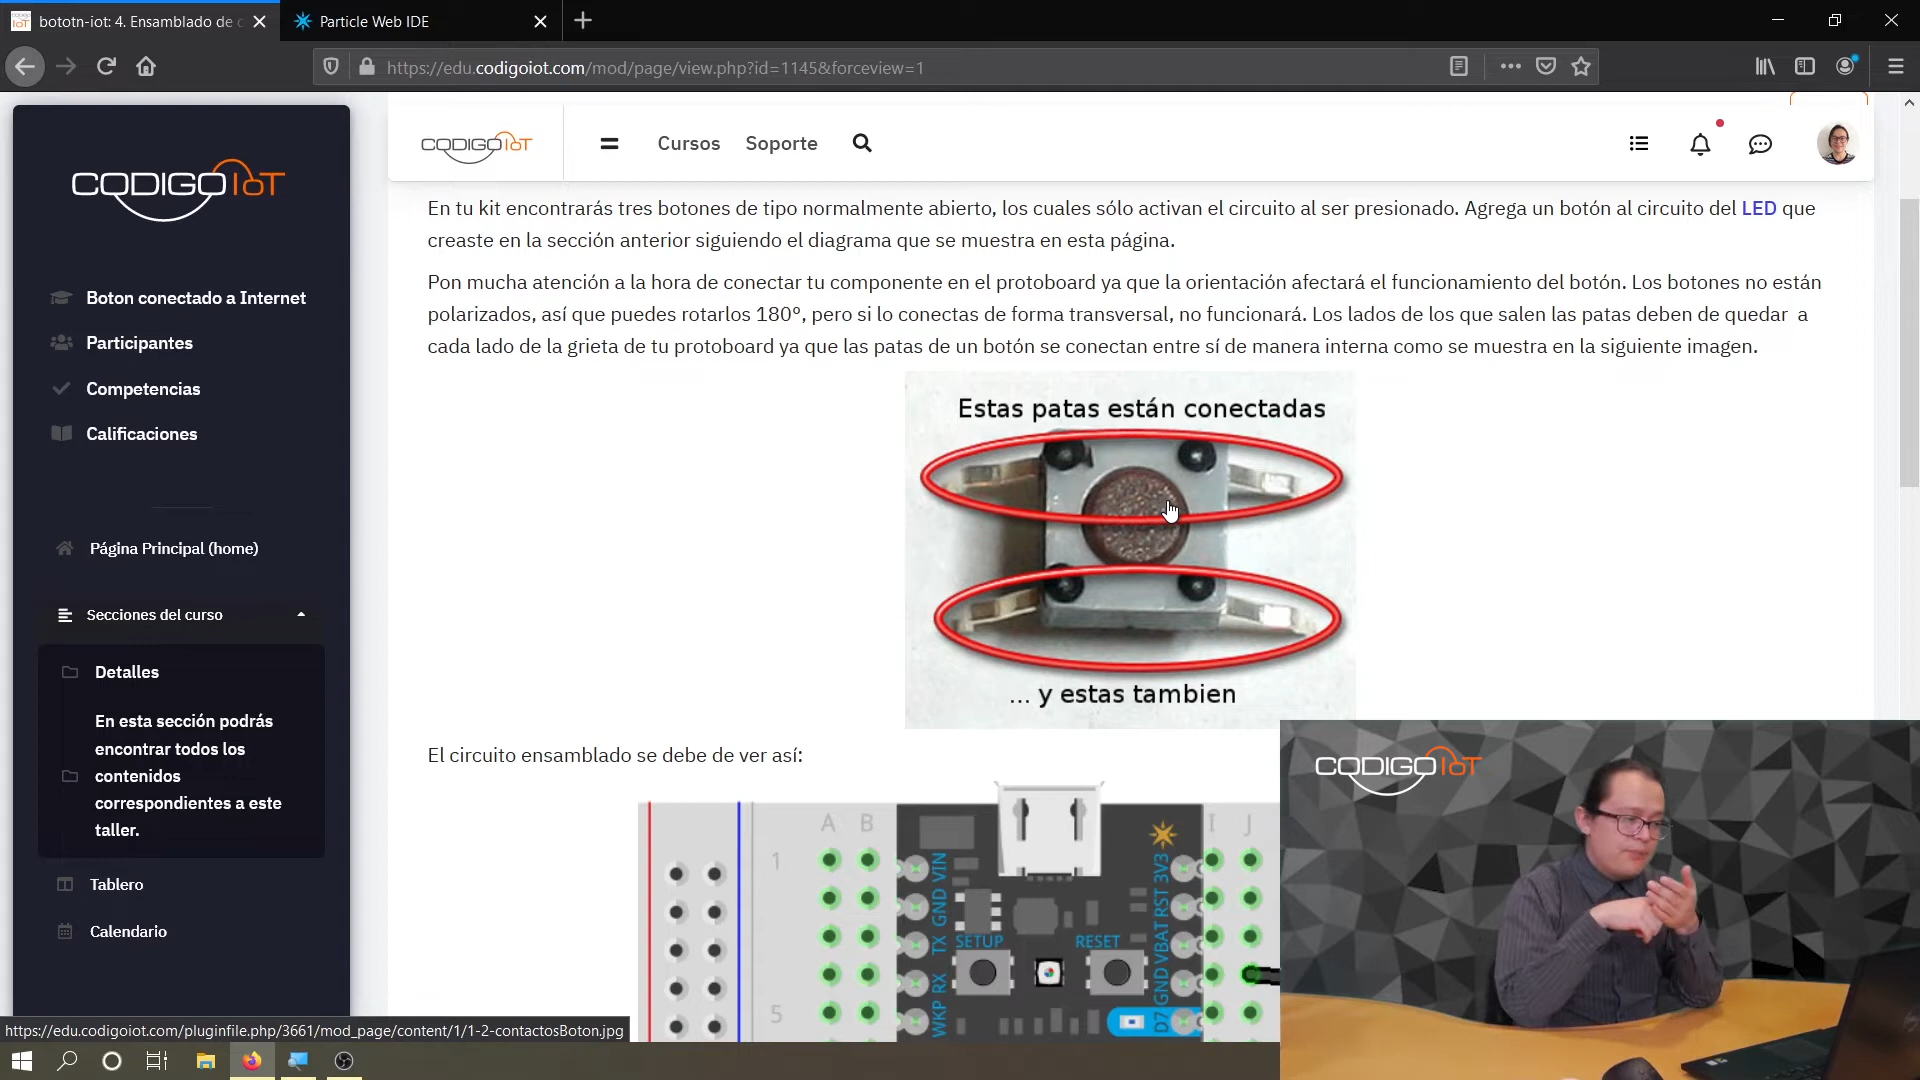 bototn-iot: 4. Ensamblado de c
Particle Web IDE
https://edu.codigoiot.com/mod/page/view.php?id=1145&forceview=1
CODIGO IoT
CODIGO IoT
Cursos
Soporte
Boton conectado a Internet
Participantes
Competencias
Calificaciones
Página Principal (home)
Secciones del curso
Detalles
En esta sección podrás
encontrar todos los
contenidos
correspondientes a este
taller.
Tablero
Calendario
En tu kit encontrarás tres botones de tipo normalmente abierto, los cuales sólo activan el circuito al ser presionado. Agrega un botón al circuito del LED que
creaste en la sección anterior siguiendo el diagrama que se muestra en esta página.
Pon mucha atención a la hora de conectar tu componente en el protoboard ya que la orientación afectará el funcionamiento del botón. Los botones no están
polarizados, así que puedes rotarlos 180º, pero si lo conectas de forma transversal, no funcionará. Los lados de los que salen las patas deben de quedar a
cada lado de la grieta de tu protoboard ya que las patas de un botón se conectan entre sí de manera interna como se muestra en la siguiente imagen.
Estas patas están conectadas
... y estas tambien
El circuito ensamblado se debe de ver así:
A B
I J
1
5
VIN
GND
TX
RX
WKP
3V3
RST
VBAT
GND
D7
SETUP
RESET
CODIGO IoT
https://edu.codigoiot.com/pluginfile.php/3661/mod_page/content/1/1-2-contactosBoton.jpg